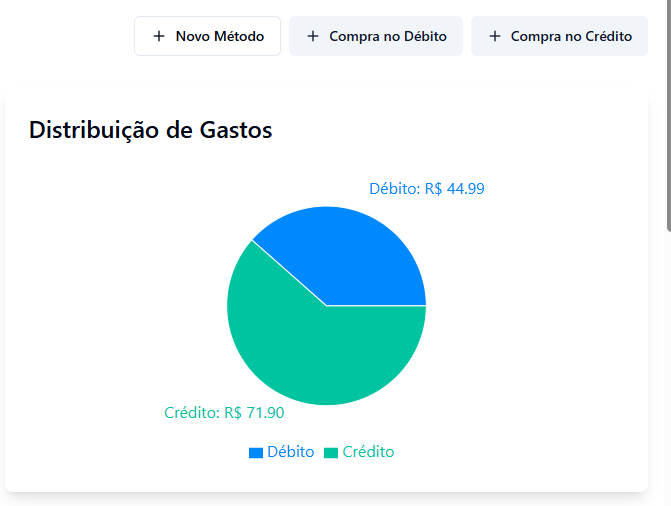 + Novo Método + Compra no Débito + Compra no Crédito
Distribuição de Gastos
Débito: R$ 44.99
Crédito: R$ 71.90
Débito Crédito